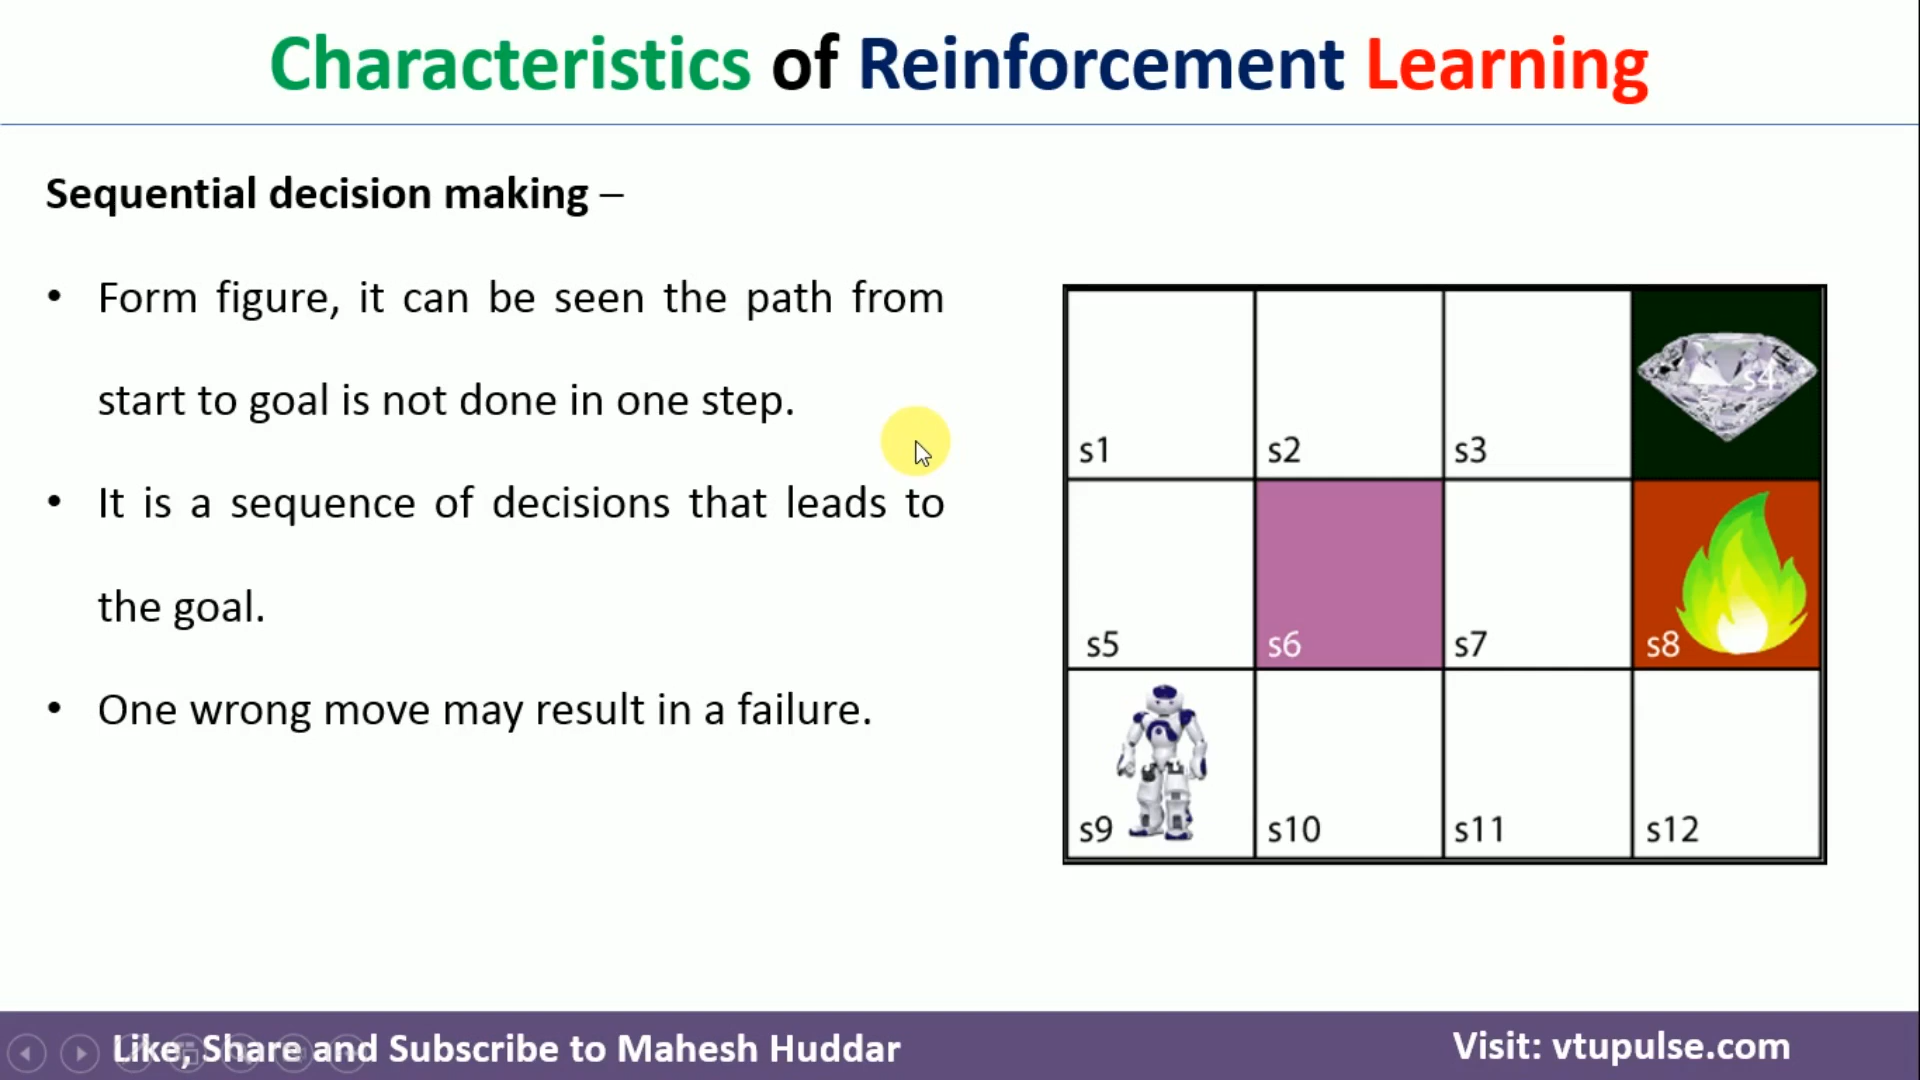 Characteristics of Reinforcement Learning
Sequential decision making –
• Form figure, it can be seen the path from
start to goal is not done in one step.
• It is a sequence of decisions that leads to
the goal.
• One wrong move may result in a failure.
s1 s2 s3 s4
s5 s6 s7 s8
s9 s10 s11 s12
Like, Share and Subscribe to Mahesh Huddar
Visit: vtupulse.com